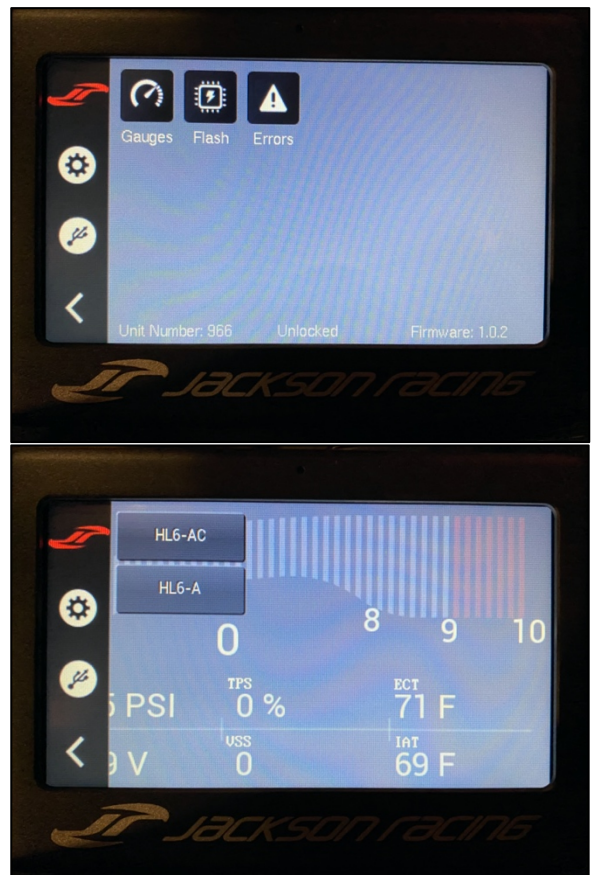 Gauges Flash Errors
Unit Number: 966 Unlocked Firmware: 1.0.2
Jackson racing
HL6-AC
HL6-A
0 8 9 10
TPS ECT
PSI 0 % 71 F
VSS IAT
V 0 69 F
Jackson racing